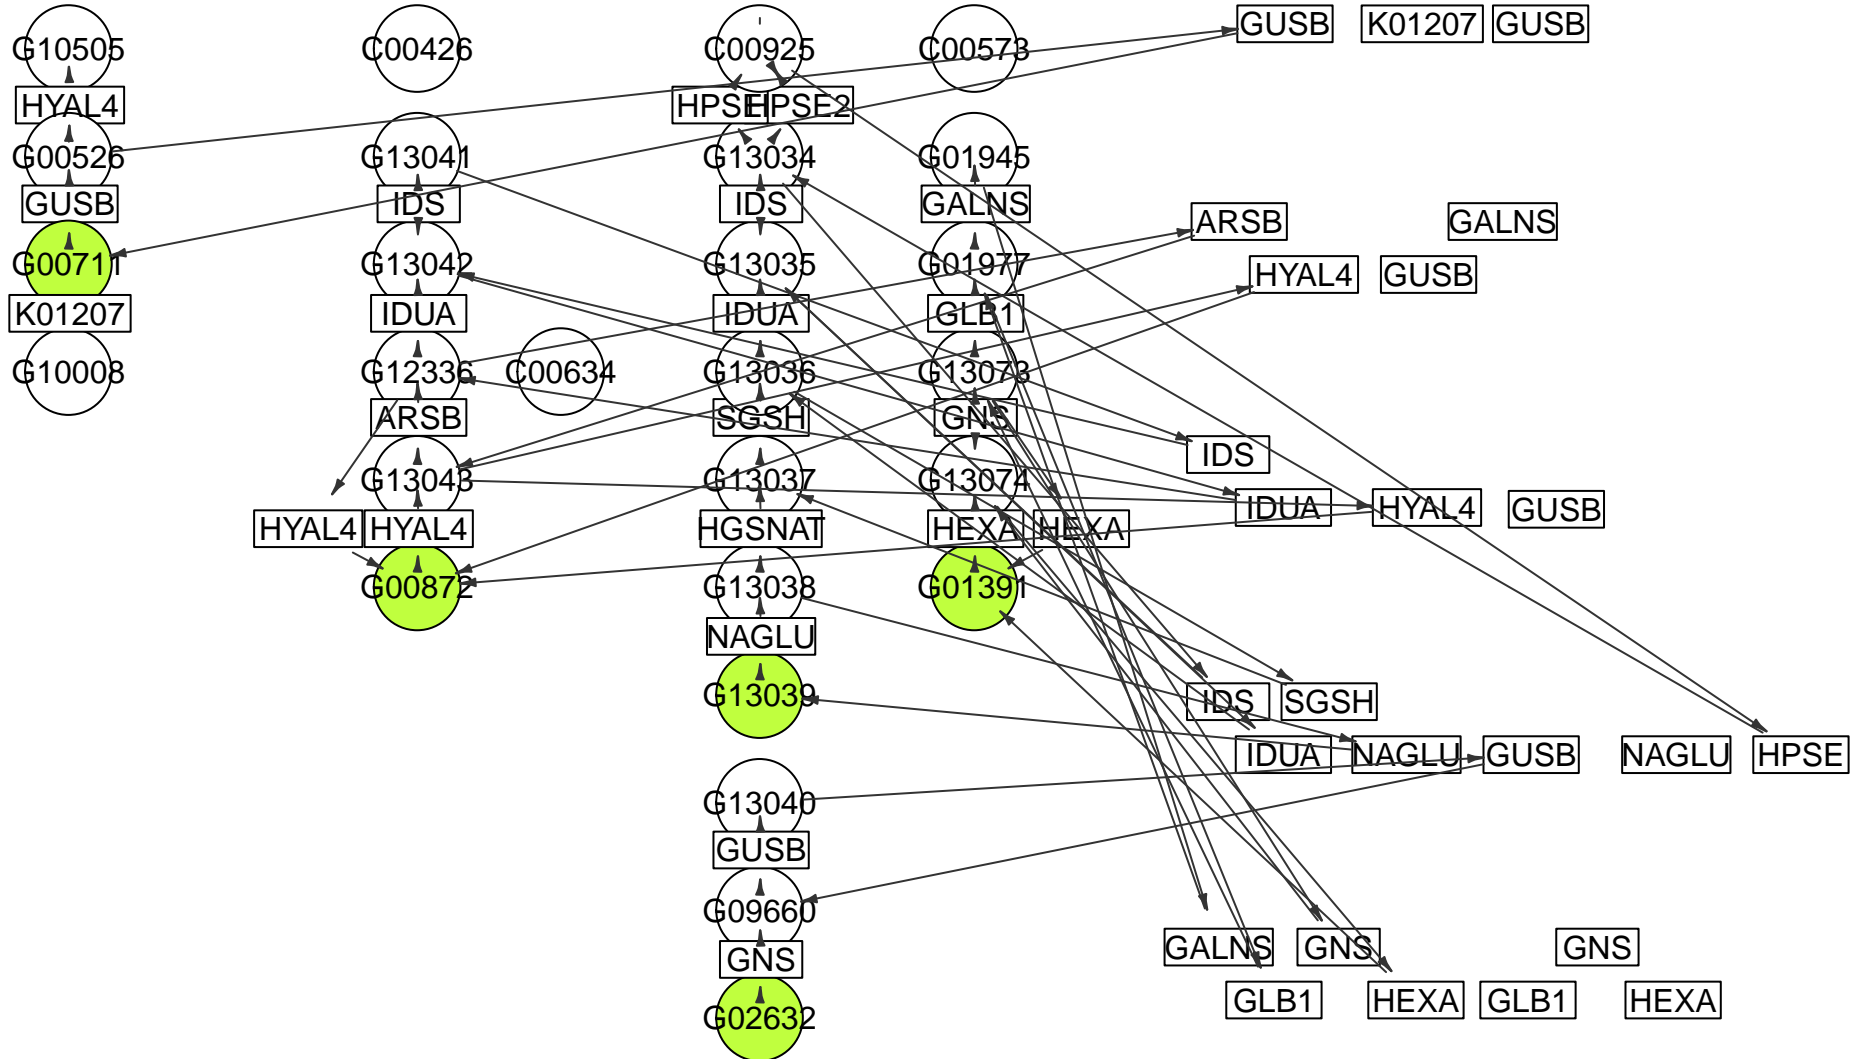 G10505 C00426 C00925 C00573 GUSB K01207 GUSB
HYAL4 HPSE HPSE2
G00526 G13041 G13034 G01945
GUSB IDS IDS GALNS ARSB GALNS
G00711 G13042 G13035 G01977 HYAL4 GUSB
K01207 IDUA IDUA GLB1
G10008 G12336 C00634 G13036 G13073
ARSB SGSH GNS IDS
G13043 G13037 G13074 IDUA HYAL4 GUSB
HYAL4 HYAL4 HGSNAT HEXA HEXA
G00872 G13038 G01391
NAGLU
G13039 IDS SGSH
IDUA NAGLU GUSB NAGLU HPSE
G13040
GUSB
G09660
GNS GALNS GNS GNS
G02632 GLB1 HEXA GLB1 HEXA